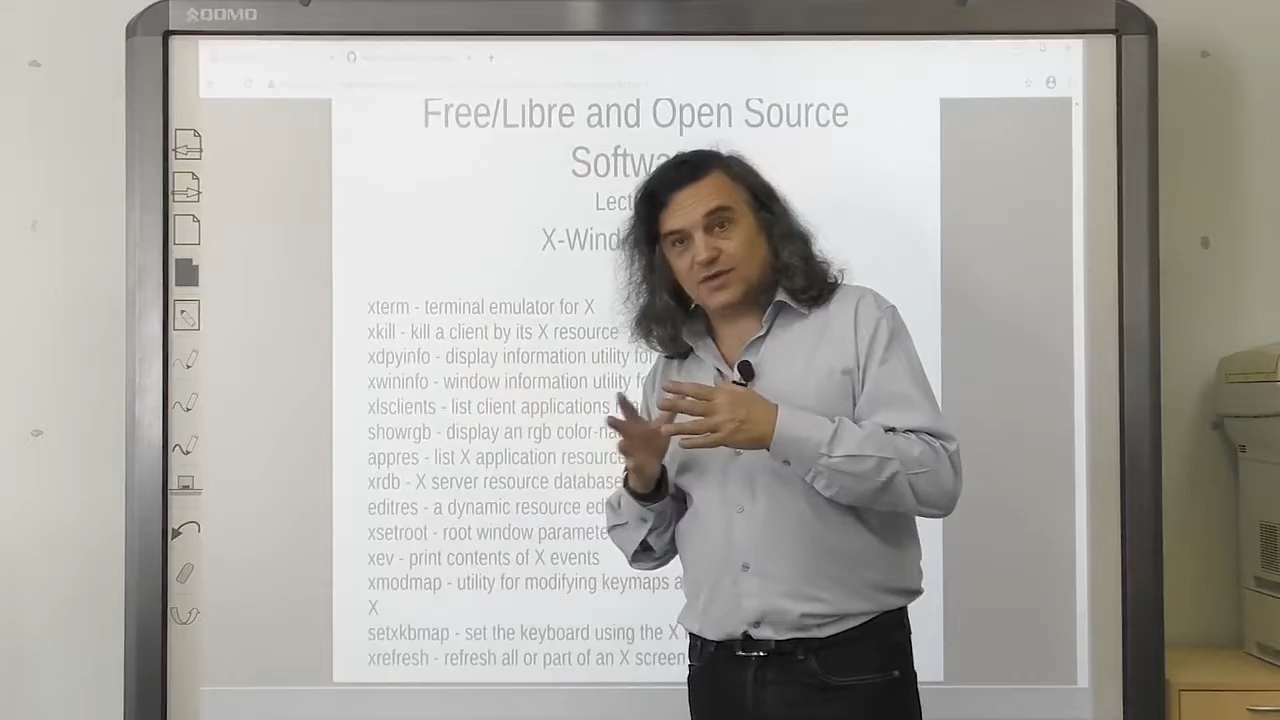 QOMO
Free/Libre and Open Source
Softwa
Lect
X-Wind
xterm - terminal emulator for X
xkill - kill a client by its X resource
xdpyinfo - display information utility for
xwininfo - window information utility f
xlsclients - list client applications
showrgb - display an rgb color-na
appres - list X application resource
xrdb - X server resource database
editres - a dynamic resource ed
xsetroot - root window paramete
xev - print contents of X events
xmodmap - utility for modifying keymaps a
X
setxkbmap - set the keyboard using the X
xrefresh - refresh all or part of an X screen